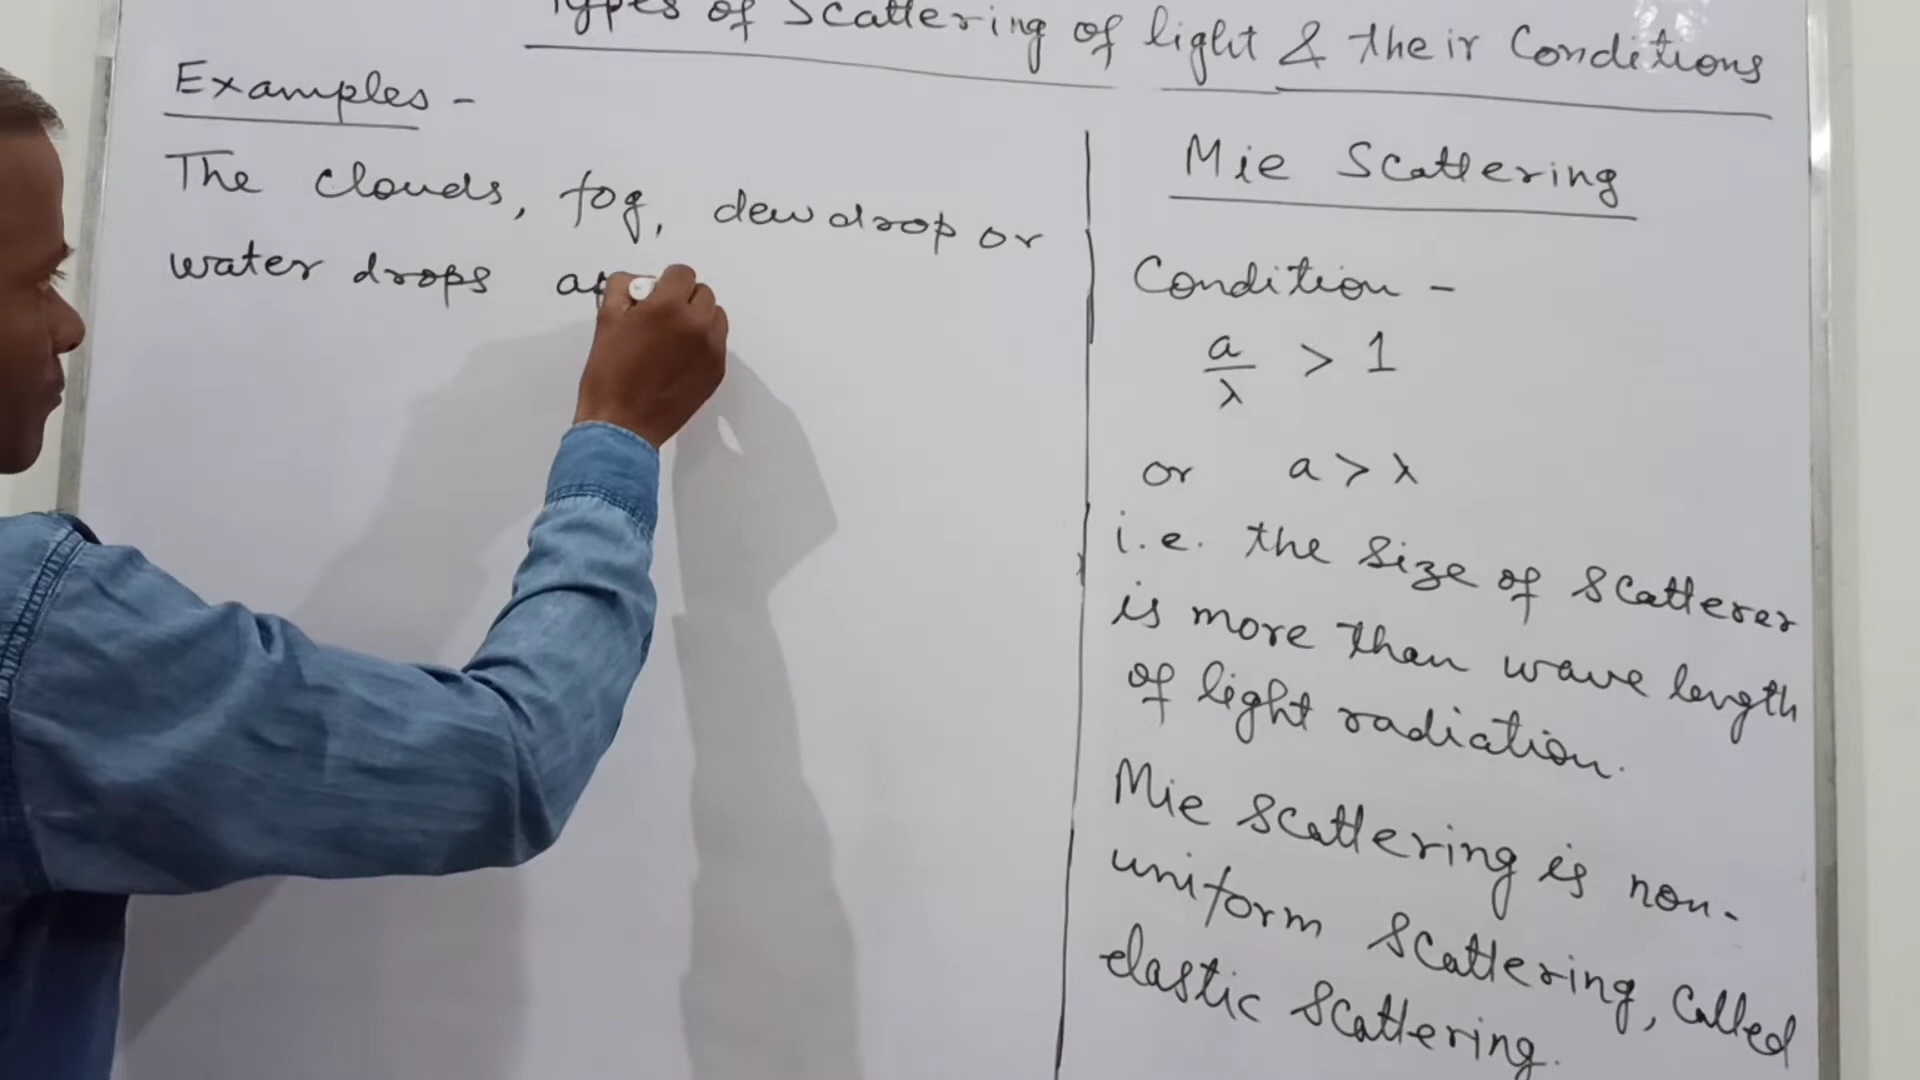 Types of Scattering of light & their Conditions
Examples -
The clouds, fog, dewdrop or
water drops
Mie Scattering
Condition -
a/λ > 1
or a > λ
i.e. the size of scatterer
is more than wave length
of light radiation.
Mie scattering is non-
uniform scattering, called
elastic scattering.